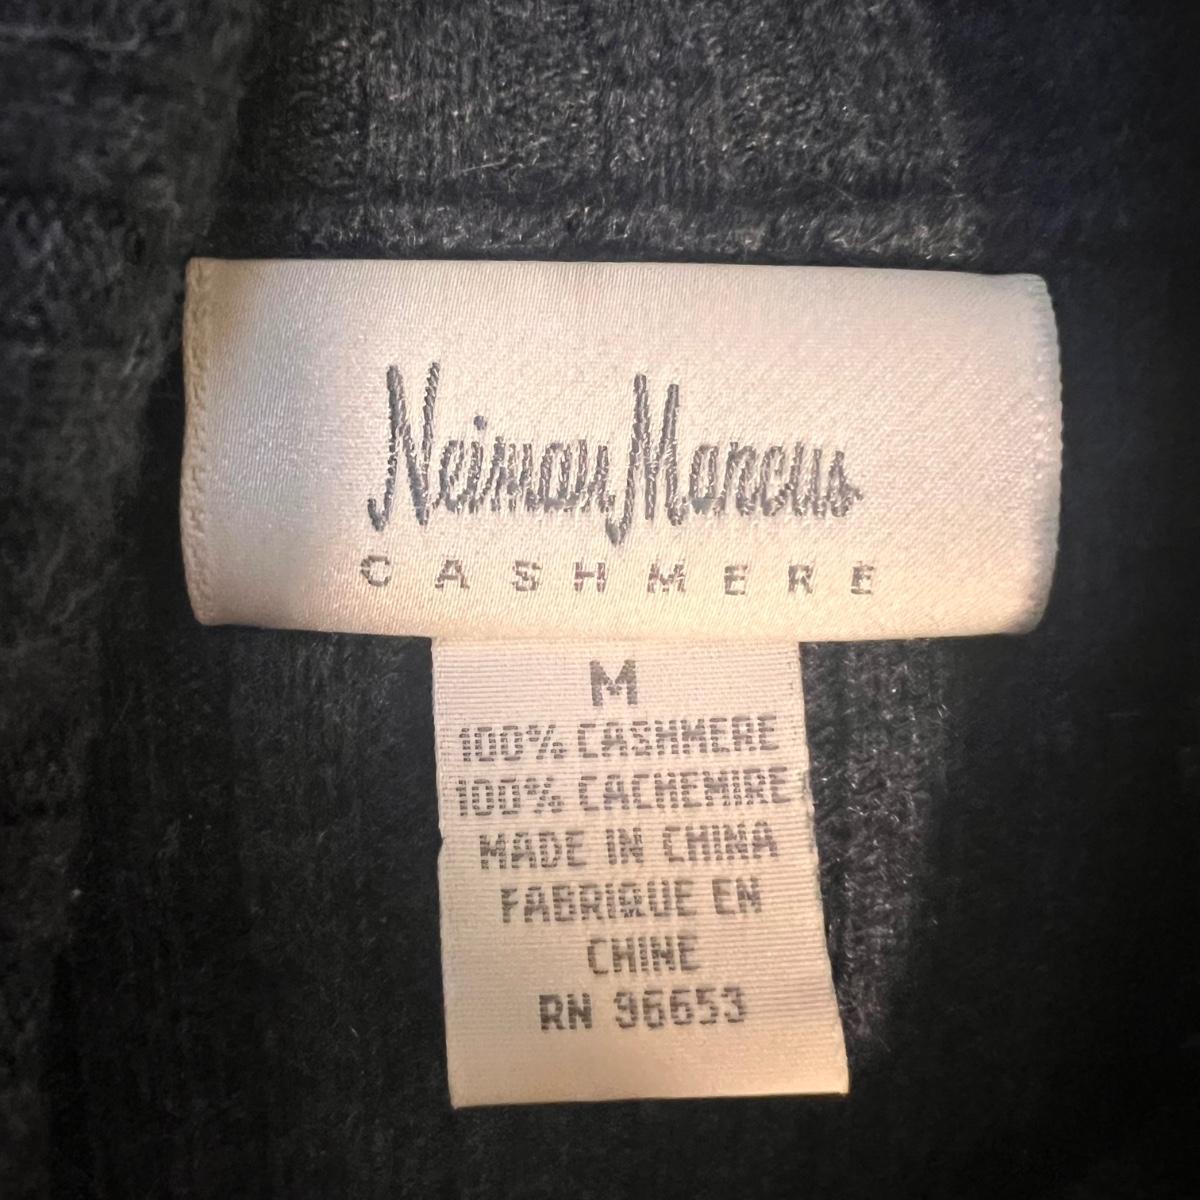 Neiman Marcus
CASHMERE
M
100% CASHMERE
100% CACHEMIRE
MADE IN CHINA
FABRIQUE EN
CHINE
RN 96653